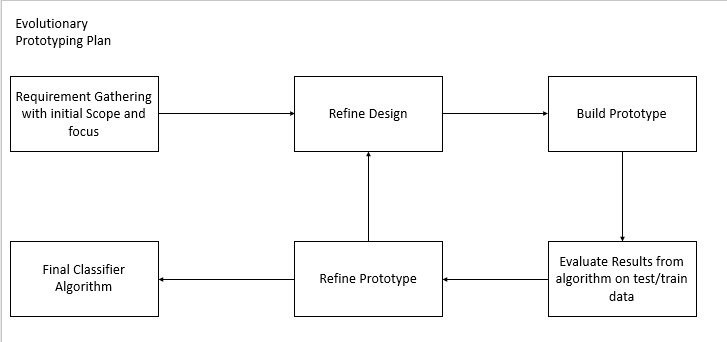 Evolutionary
Prototyping Plan
Requirement Gathering
with initial Scope and
focus
Refine Design
Build Prototype
Final Classifier
Algorithm
Refine Prototype
Evaluate Results from
algorithm on test/train
data